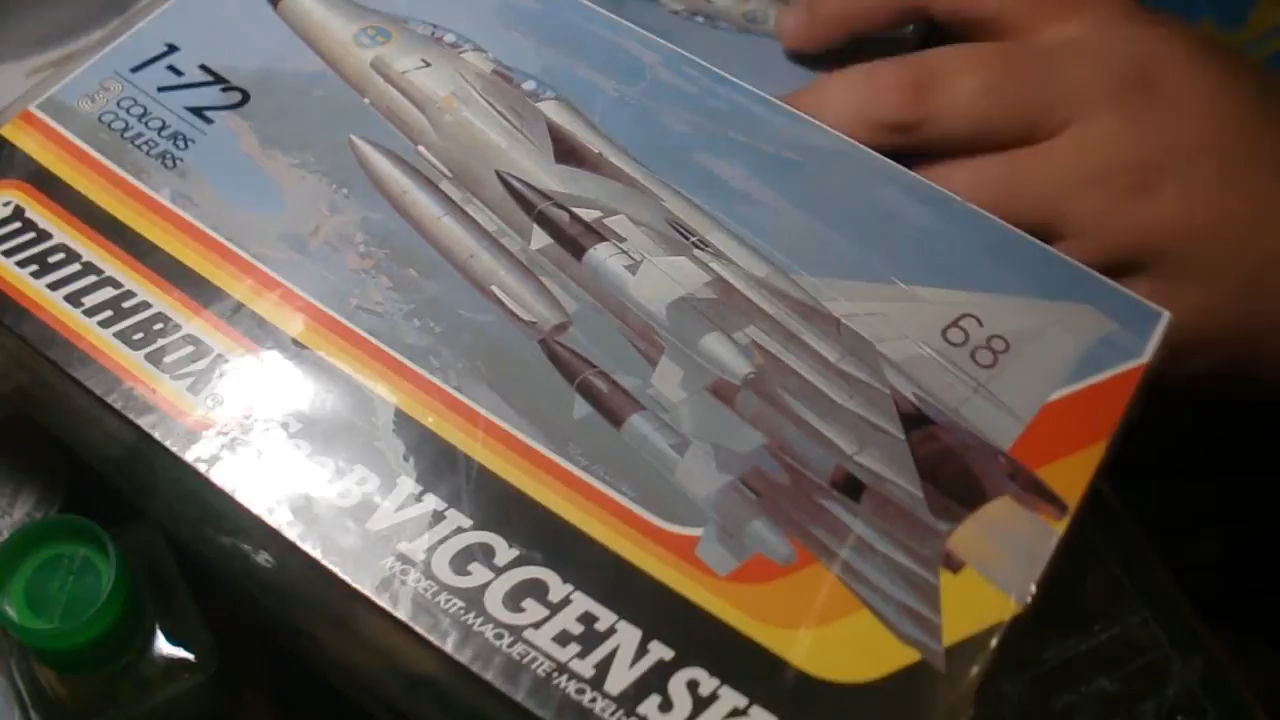 1-72
3 COLOURS
COULEURS
7
68
MATCHBOX®
VIGGEN
MODEL KIT·MAQUETTE·